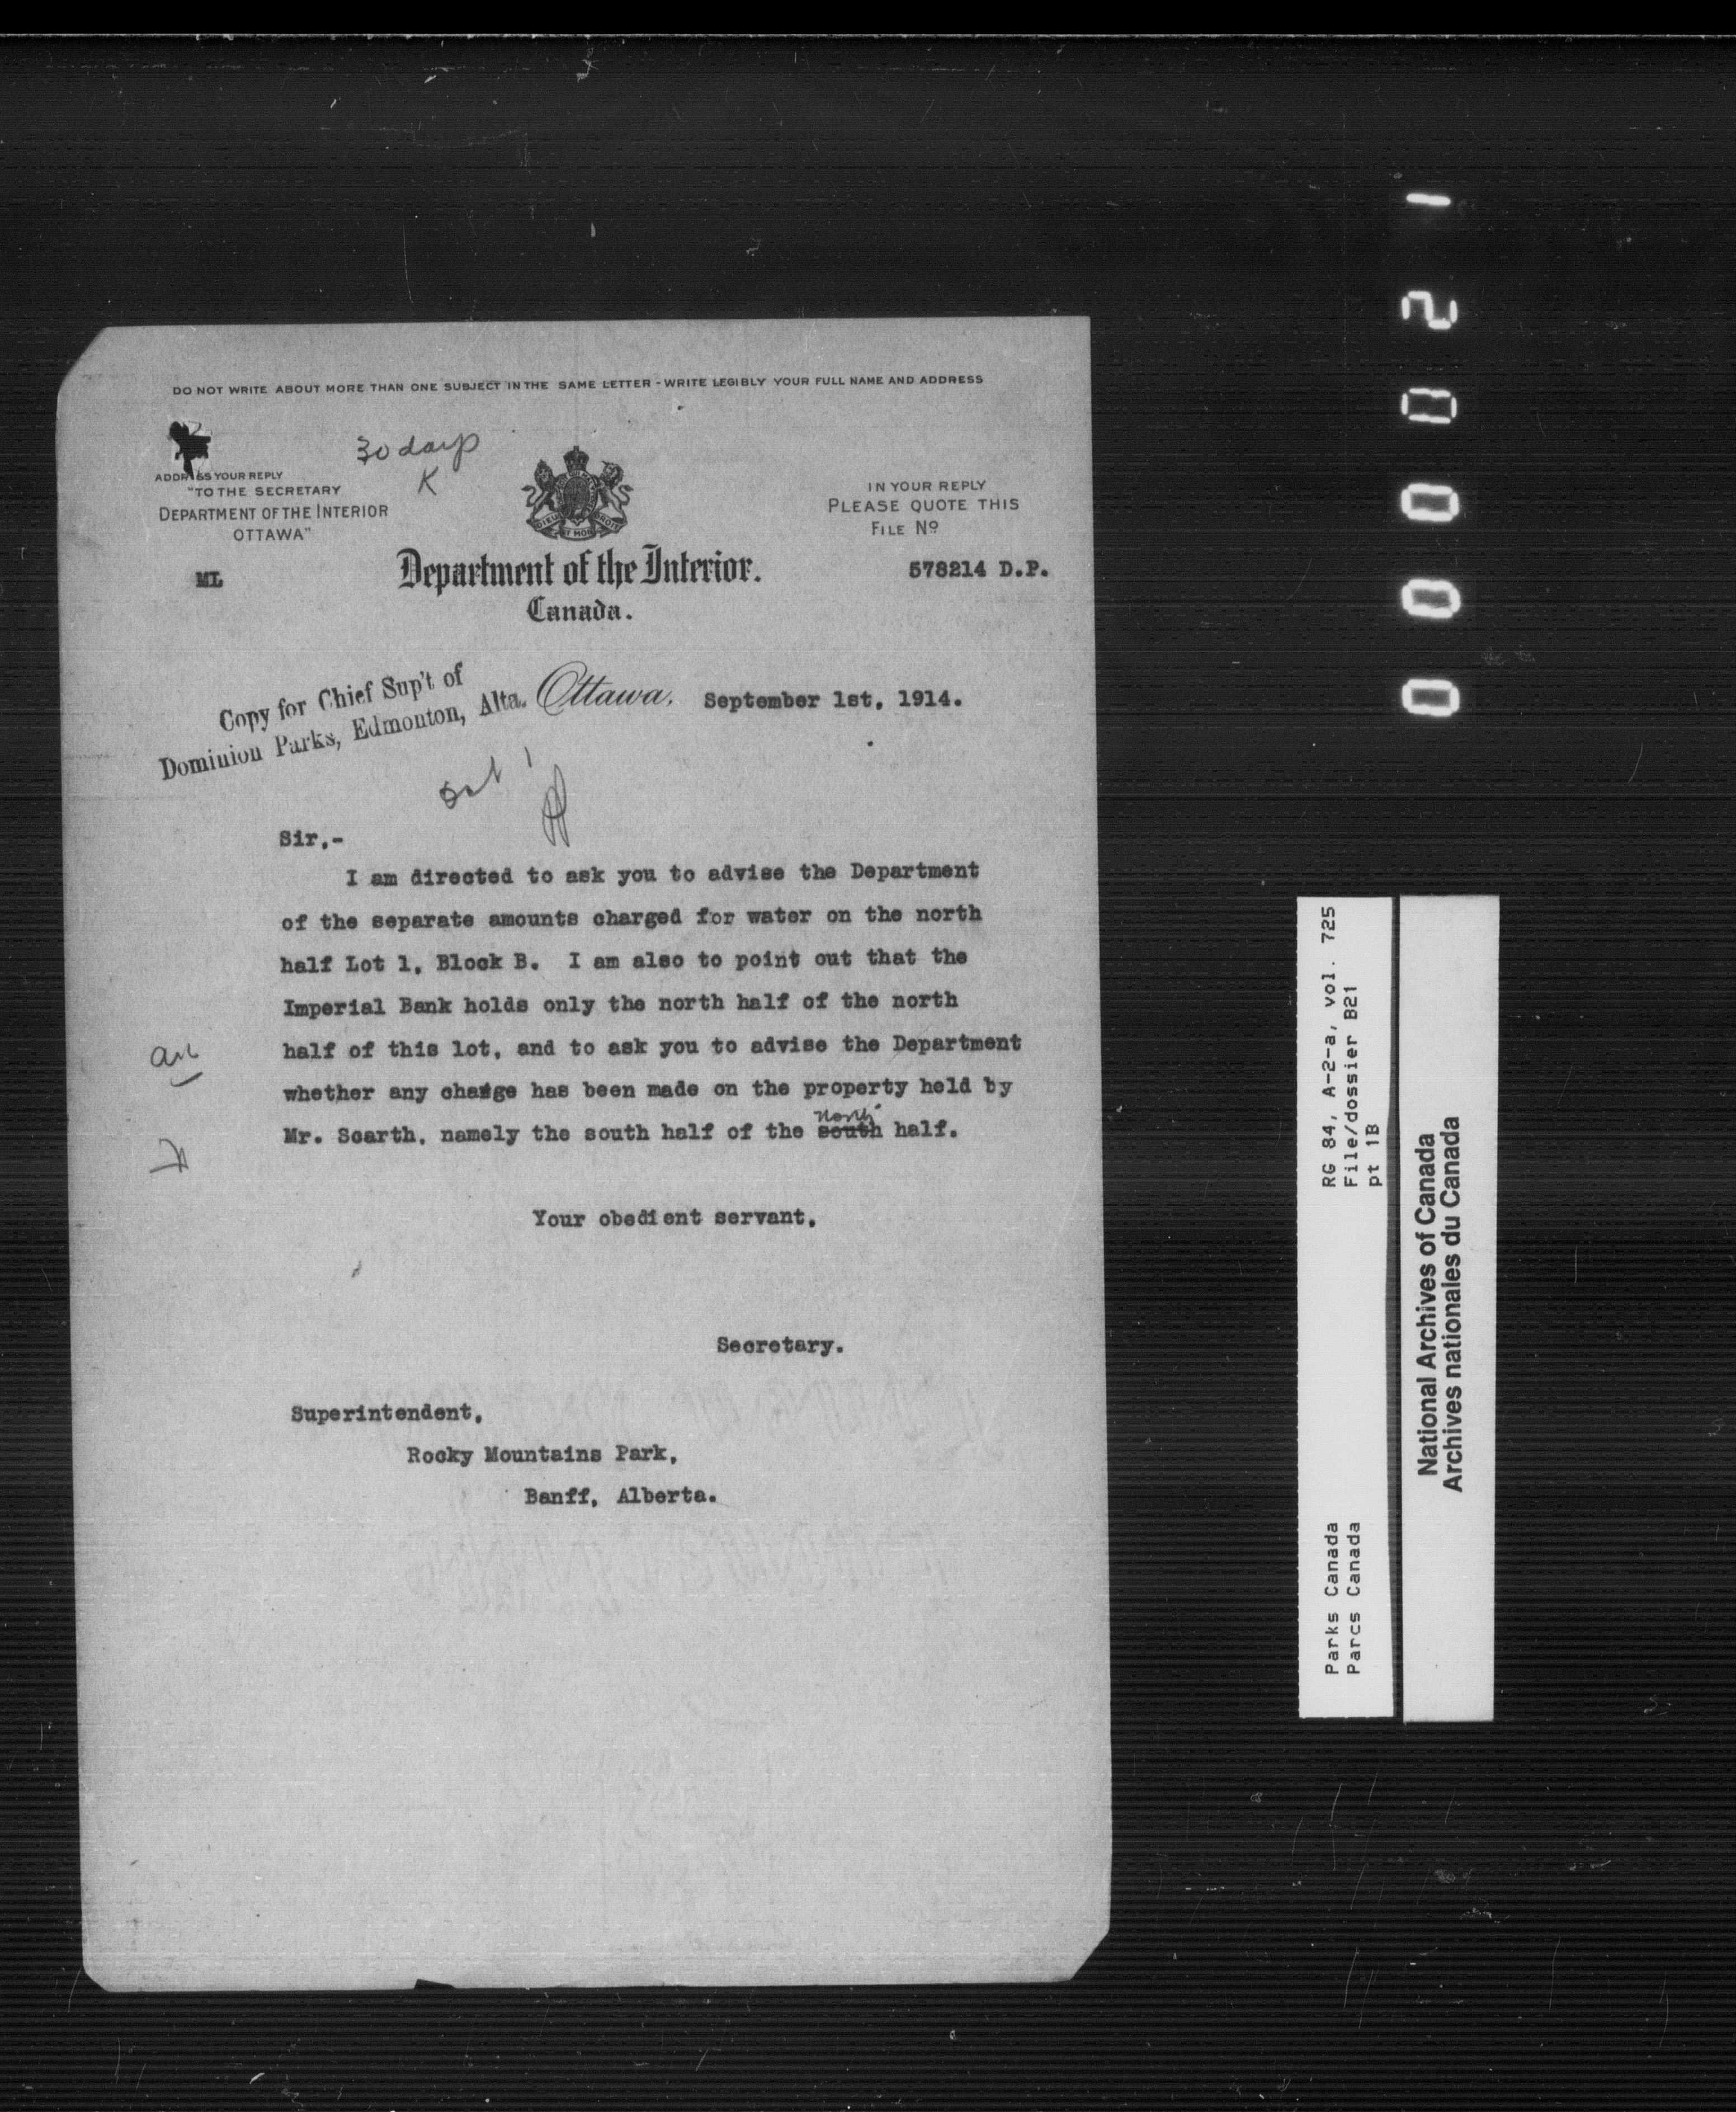 DO NOT WRITE ABOUT MORE THAN ONE SUBJECT IN THE SAME LETTER - WRITE LEGIBLY YOUR FULL NAME AND ADDRESS
30 days
K
ADDRESS YOUR REPLY
"TO THE SECRETARY
DEPARTMENT OF THE INTERIOR
OTTAWA"
IN YOUR REPLY
PLEASE QUOTE THIS
FILE No
ML
578214 D.P.
Department of the Interior.
Canada.
Copy for Chief Sup't of
Dominion Parks, Edmonton, Alta.
Ottawa, September 1st, 1914.
Sir,-
I am directed to ask you to advise the Department
of the separate amounts charged for water on the north
half Lot 1, Block B. I am also to point out that the
Imperial Bank holds only the north half of the north
half of this lot, and to ask you to advise the Department
whether any charge has been made on the property held by
north
Mr. Scarth, namely the south half of the south half.
Your obedient servant,
Secretary.
Superintendent,
Rocky Mountains Park,
Banff, Alberta.
000021
RG 84, A-2-a, vol. 725
File/dossier B21
pt 1B
Parks Canada
Parcs Canada
National Archives of Canada
Archives nationales du Canada